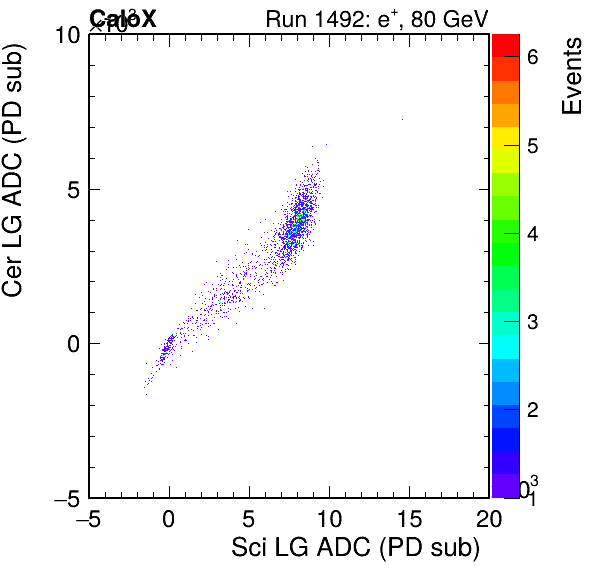 CaloX
×10³
Run 1492: e⁺, 80 GeV
10
5
0
−5
Cer LG ADC (PD sub)
−5 0 5 10 15 20
Sci LG ADC (PD sub)
6
5
4
3
2
1
Events